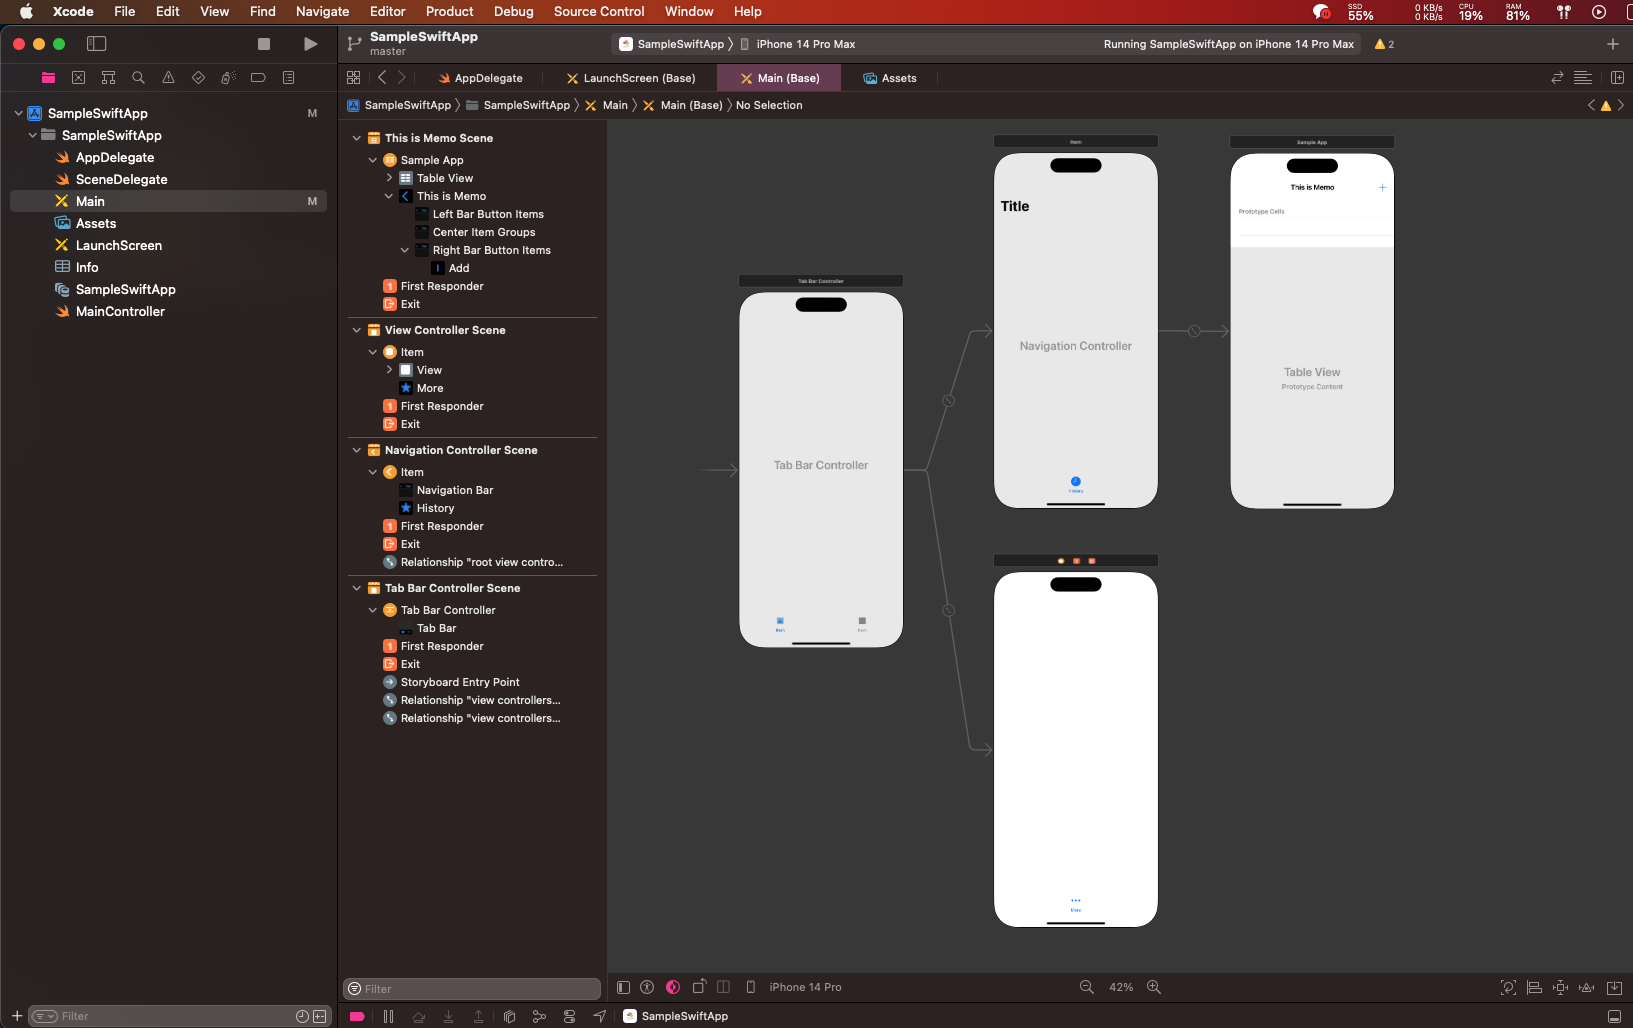 Xcode File Edit View Find Navigate Editor Product Debug Source Control Window Help
SSD 55% 0 KB/s 0 KB/s CPU 19% RAM 81%
SampleSwiftApp
master
SampleSwiftApp iPhone 14 Pro Max
Running SampleSwiftApp on iPhone 14 Pro Max
2
AppDelegate
LaunchScreen (Base)
Main (Base)
Assets
SampleSwiftApp SampleSwiftApp Main Main (Base) No Selection
SampleSwiftApp M
SampleSwiftApp
AppDelegate
SceneDelegate
Main M
Assets
LaunchScreen
Info
SampleSwiftApp
MainController
Filter
This is Memo Scene
Sample App
Table View
This is Memo
Left Bar Button Items
Center Item Groups
Right Bar Button Items
Add
First Responder
Exit
View Controller Scene
Item
View
More
First Responder
Exit
Navigation Controller Scene
Item
Navigation Bar
History
First Responder
Exit
Relationship "root view contro...
Tab Bar Controller Scene
Tab Bar Controller
Tab Bar
First Responder
Exit
Storyboard Entry Point
Relationship "view controllers...
Relationship "view controllers...
Filter
Tab Bar Controller
Tab Bar Controller
Item
Item
Item
Title
Navigation Controller
History
Sample App
This is Memo
Prototype Cells
Table View
Prototype Content
More
iPhone 14 Pro
42%
SampleSwiftApp